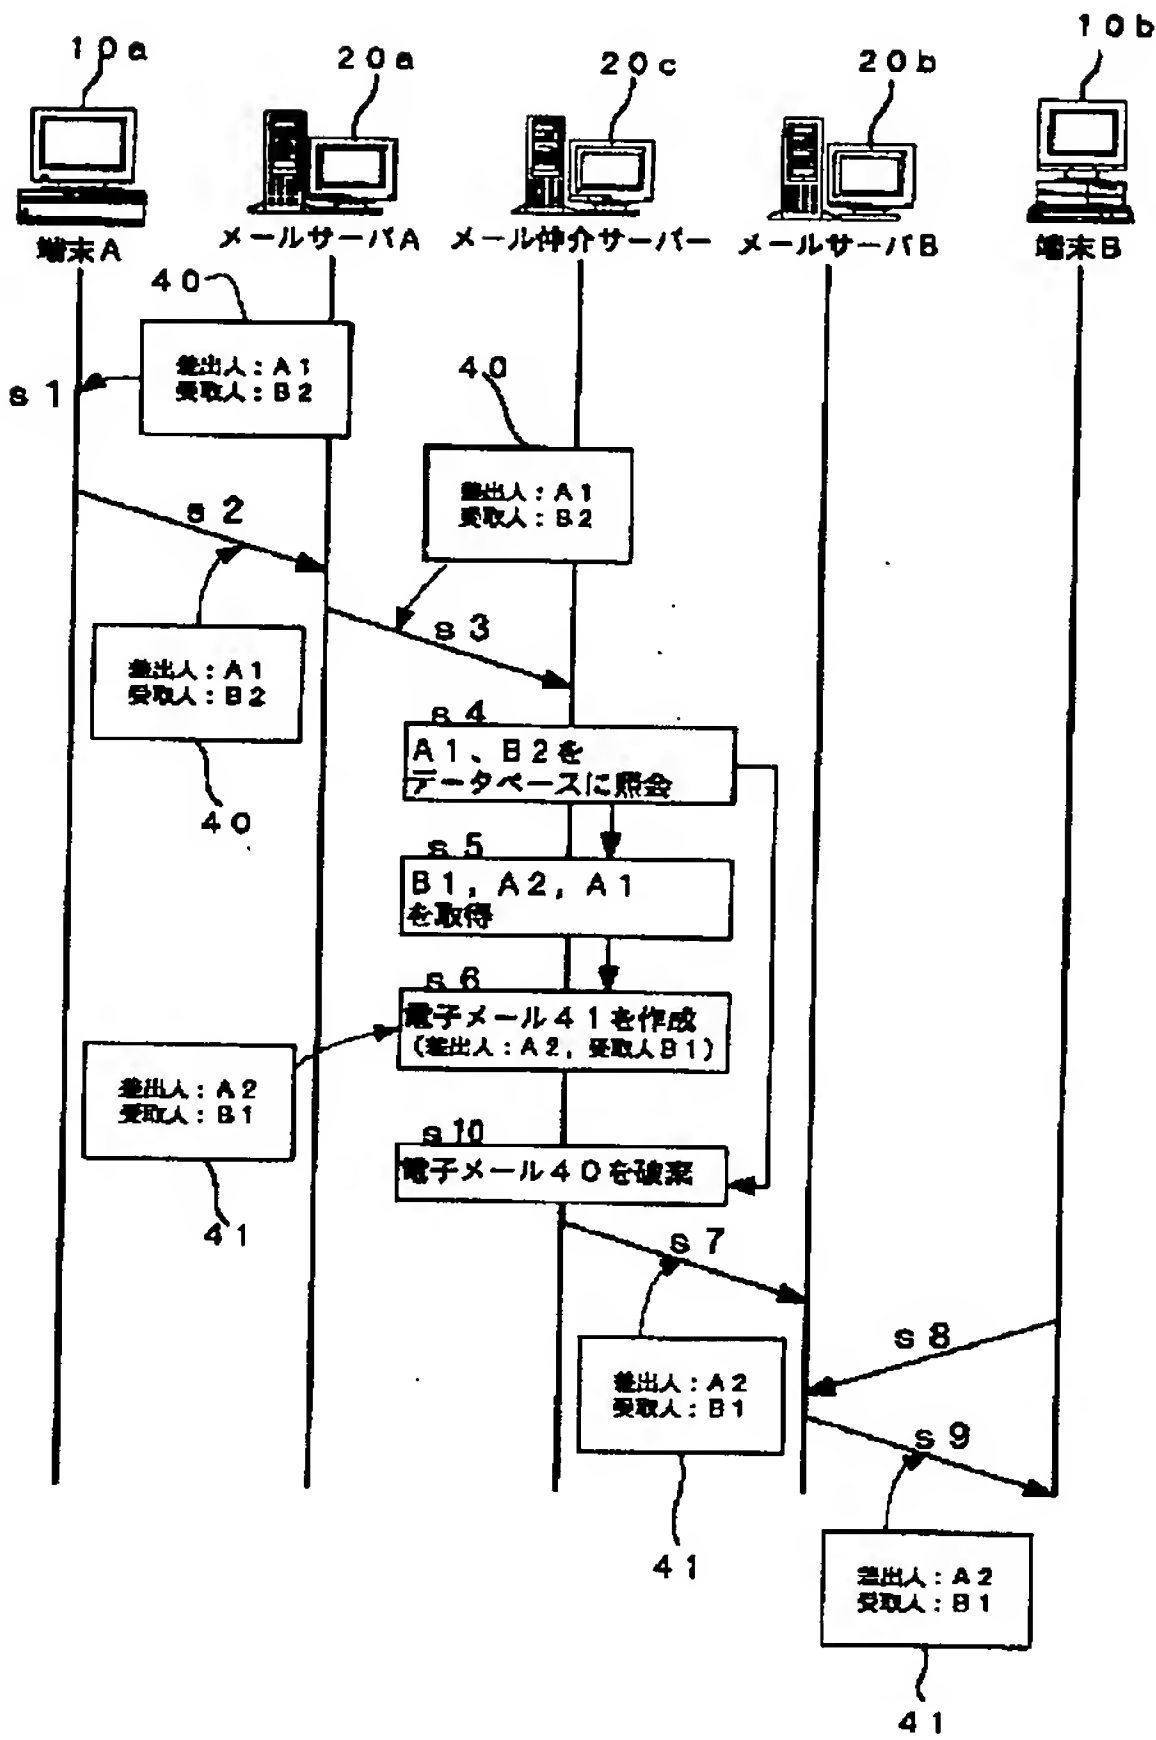 10a
20a
20c
20b
10b
端末A
メールサーバA
メール仲介サーバー
メールサーバB
端末B
40
差出人：A1
受取人：B2
s1
40
差出人：A1
受取人：B2
s2
s3
差出人：A1
受取人：B2
40
s4
A1、B2を
データベースに照会
s5
B1, A2, A1
を取得
s6
電子メール41を作成
(差出人：A2, 受取人B1)
差出人：A2
受取人：B1
41
s10
電子メール40を破棄
s7
s8
差出人：A2
受取人：B1
41
s9
差出人：A2
受取人：B1
41